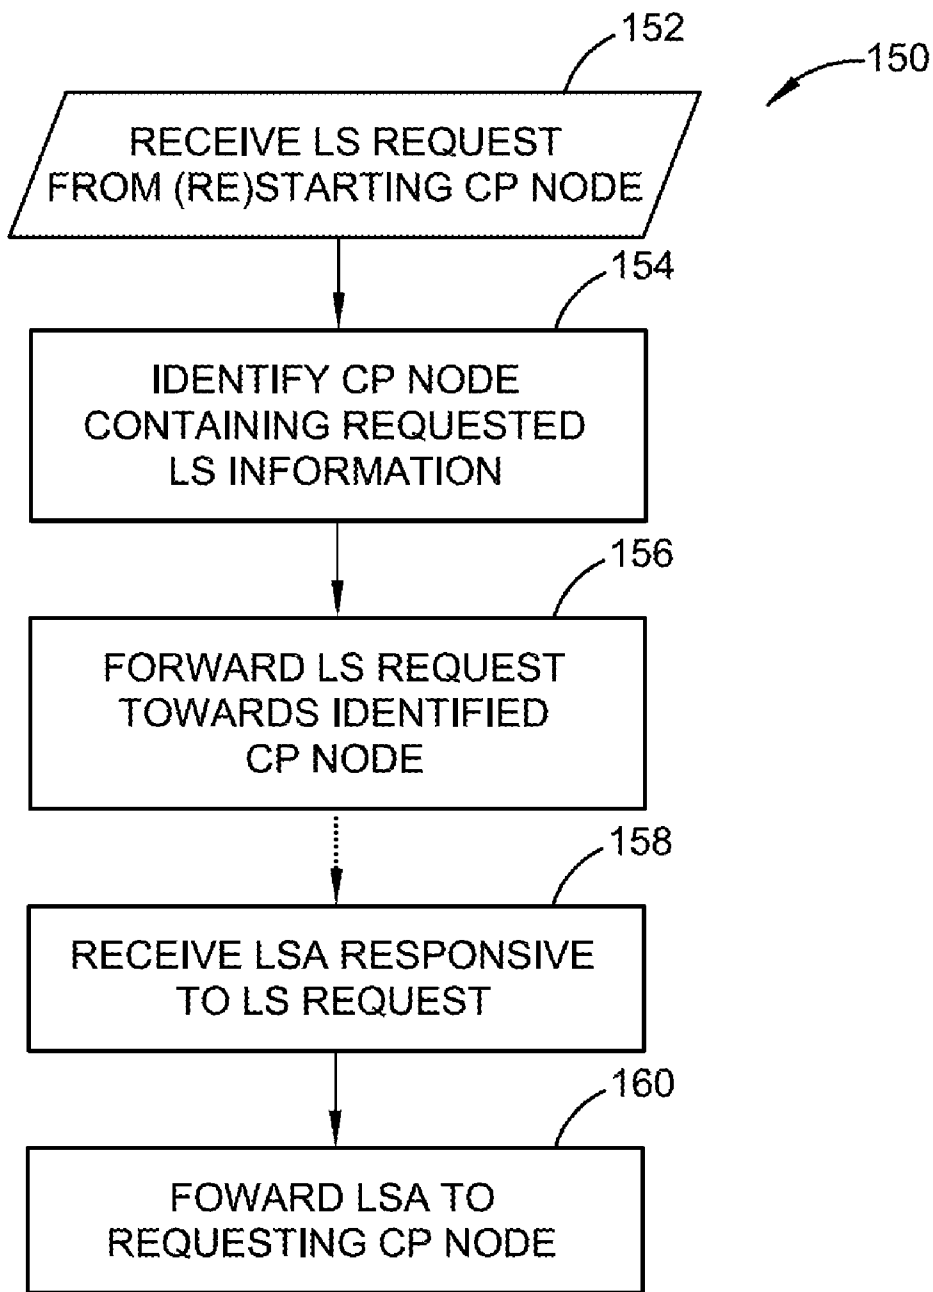 152
150
RECEIVE LS REQUEST
FROM (RE)STARTING CP NODE
154
IDENTIFY CP NODE
CONTAINING REQUESTED
LS INFORMATION
156
FORWARD LS REQUEST
TOWARDS IDENTIFIED
CP NODE
158
RECEIVE LSA RESPONSIVE
TO LS REQUEST
160
FOWARD LSA TO
REQUESTING CP NODE